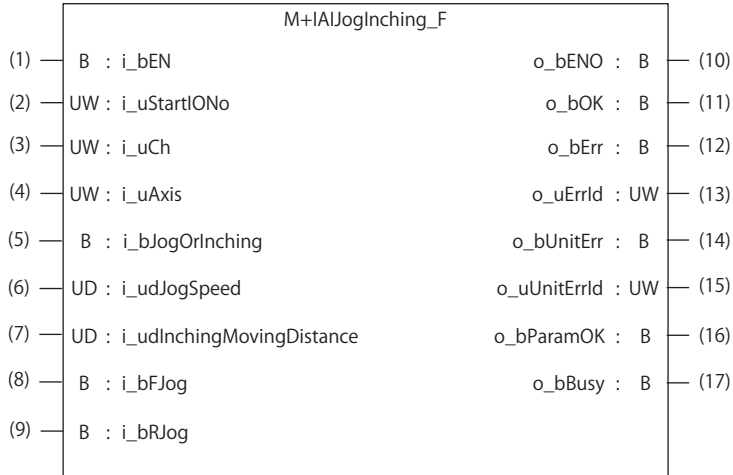 M+IAIJogInching_F
(1) B : i_bEN o_bENO : B (10)
(2) UW : i_uStartIONo o_bOK : B (11)
(3) UW : i_uCh o_bErr : B (12)
(4) UW : i_uAxis o_uErrId : UW (13)
(5) B : i_bJogOrInching o_bUnitErr : B (14)
(6) UD : i_udJogSpeed o_uUnitErrId : UW (15)
(7) UD : i_udInchingMovingDistance o_bParamOK : B (16)
(8) B : i_bFJog o_bBusy : B (17)
(9) B : i_bRJog